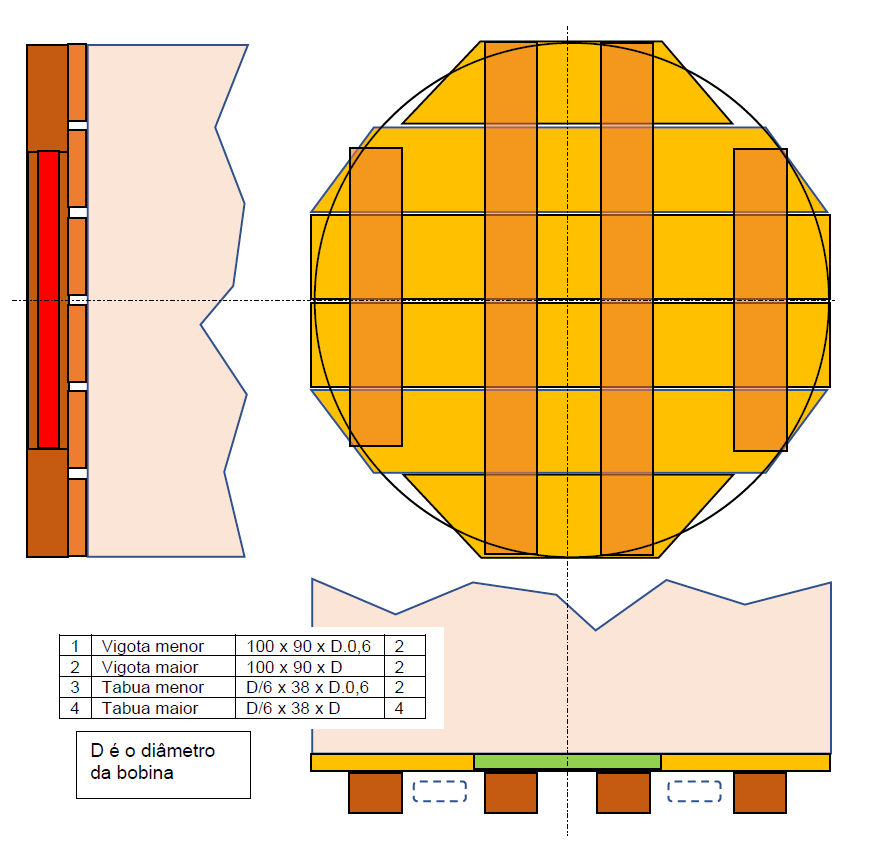 1 Vigota menor 100 x 90 x D.0,6 2
2 Vigota maior 100 x 90 x D 2
3 Tabua menor D/6 x 38 x D.0,6 2
4 Tabua maior D/6 x 38 x D 4
D é o diâmetro
da bobina